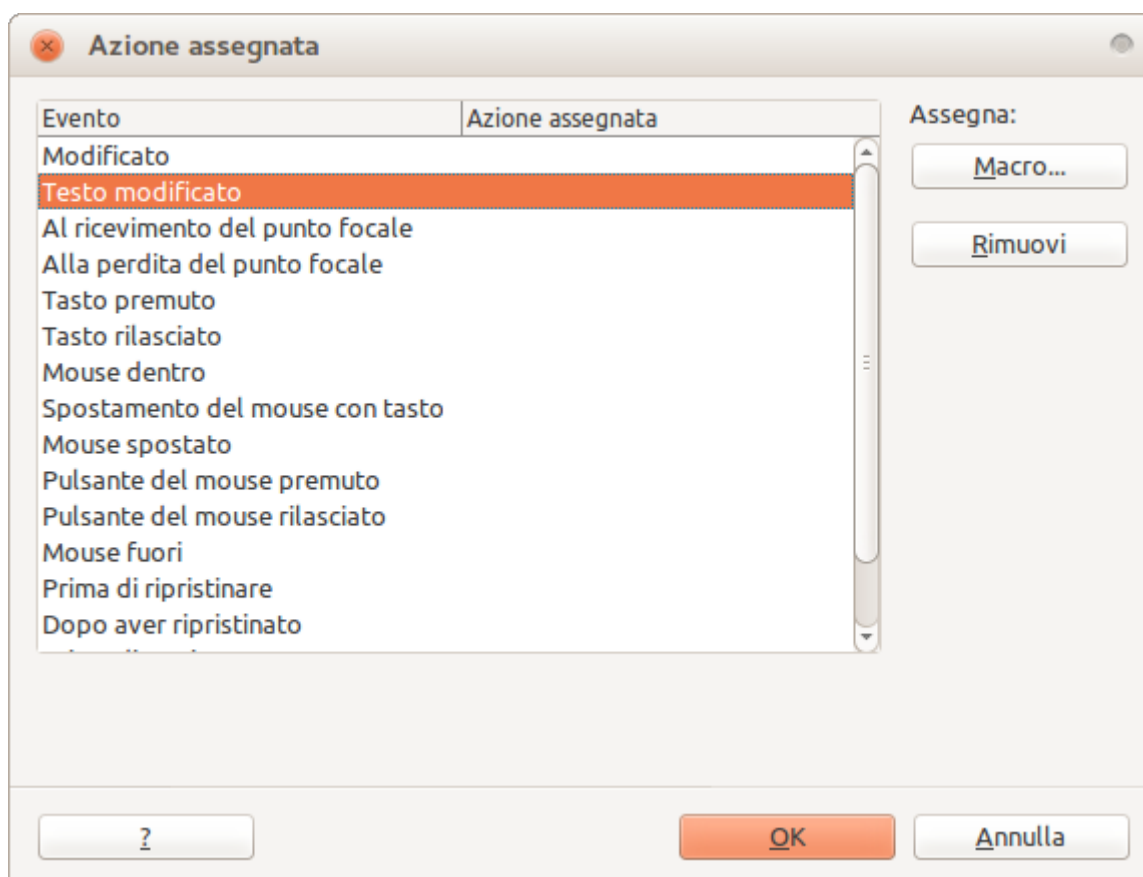 Azione assegnata
Evento Azione assegnata
Assegna:
Modificato
Macro...
Testo modificato
Al ricevimento del punto focale
Rimuovi
Alla perdita del punto focale
Tasto premuto
Tasto rilasciato
Mouse dentro
Spostamento del mouse con tasto
Mouse spostato
Pulsante del mouse premuto
Pulsante del mouse rilasciato
Mouse fuori
Prima di ripristinare
Dopo aver ripristinato
? OK Annulla